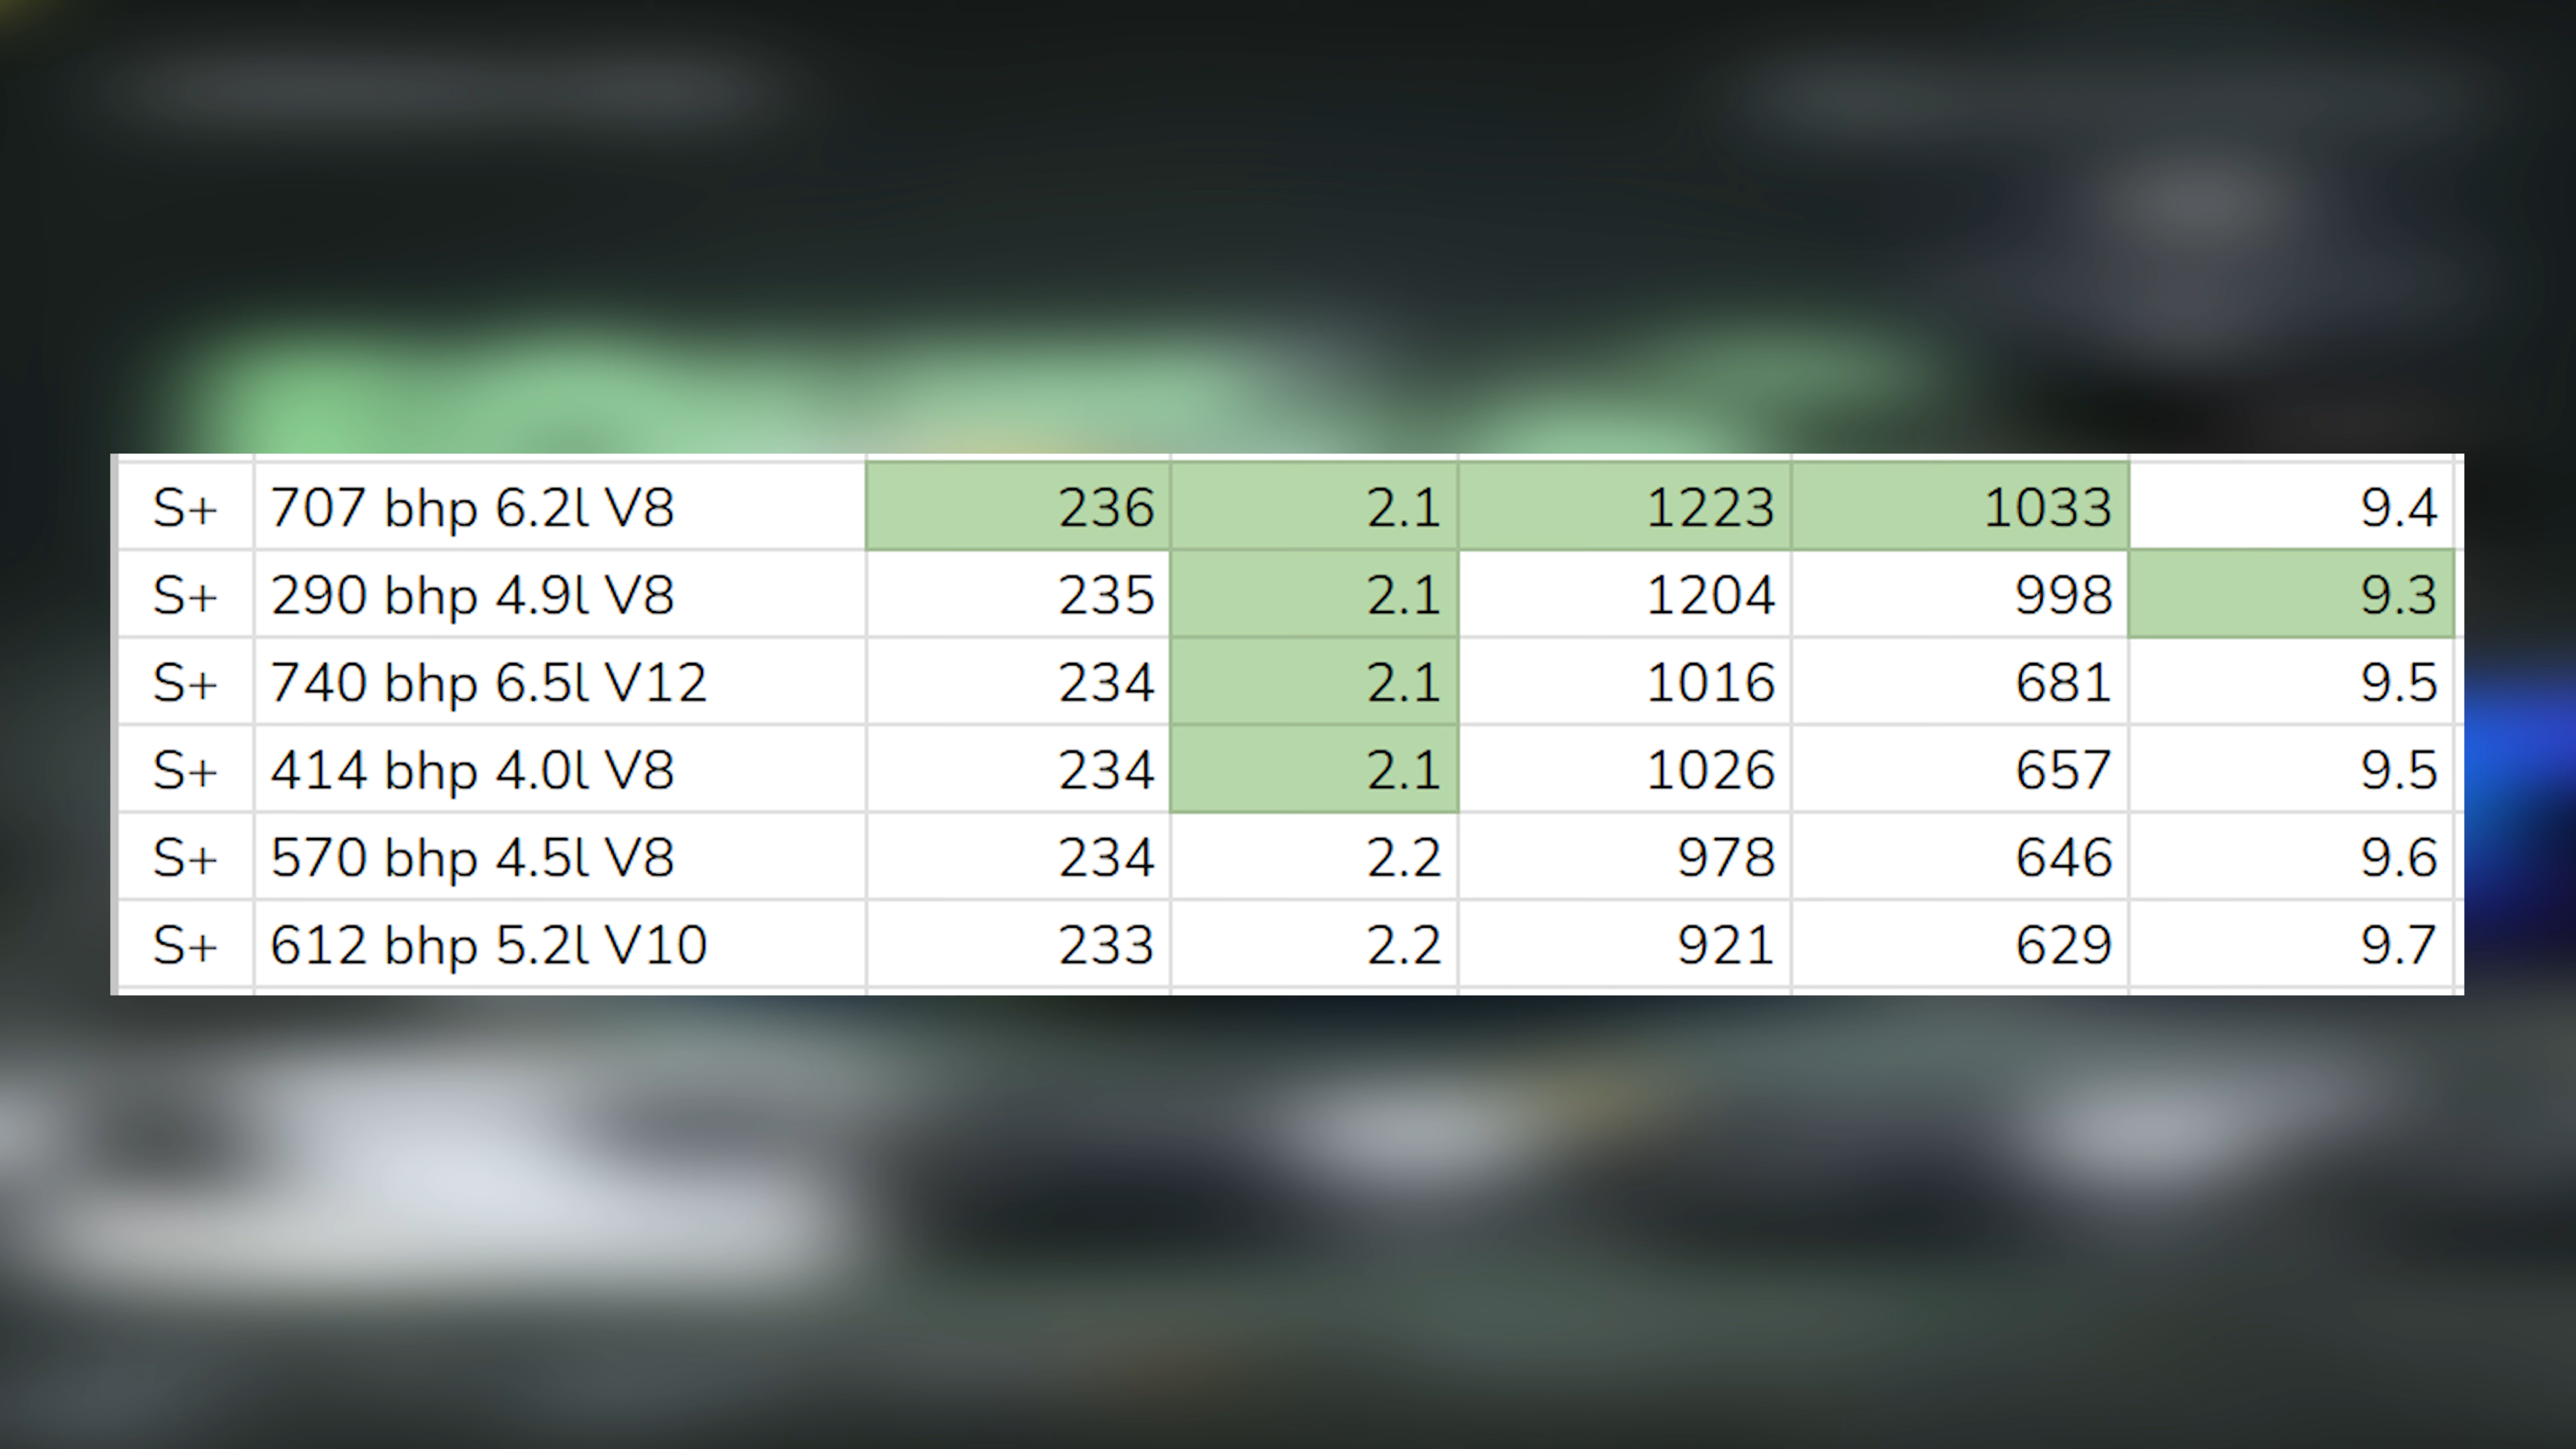 S+ 707 bhp 6.2l V8 236 2.1 1223 1033 9.4
S+ 290 bhp 4.9l V8 235 2.1 1204 998 9.3
S+ 740 bhp 6.5l V12 234 2.1 1016 681 9.5
S+ 414 bhp 4.0l V8 234 2.1 1026 657 9.5
S+ 570 bhp 4.5l V8 234 2.2 978 646 9.6
S+ 612 bhp 5.2l V10 233 2.2 921 629 9.7